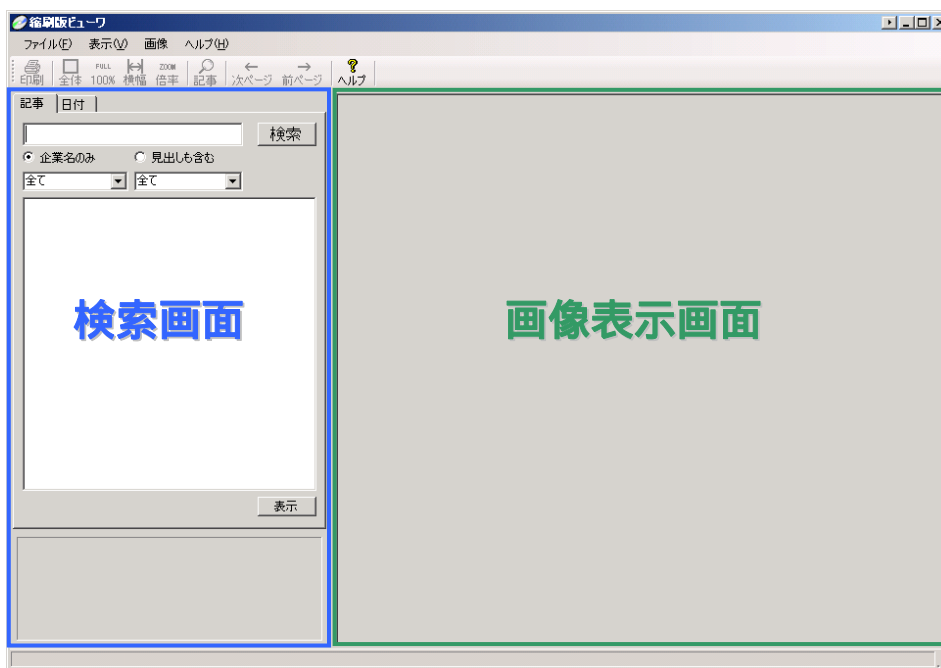 縮刷版ビューワ
ファイル(F) 表示(V) 画像 ヘルプ(H)
FULL ZOOM
印刷 全体 100% 横幅 倍率 記事 次ページ 前ページ ヘルプ
記事 日付
検索
企業名のみ 見出しも含む
全て 全て
検索画面 画像表示画面
表示